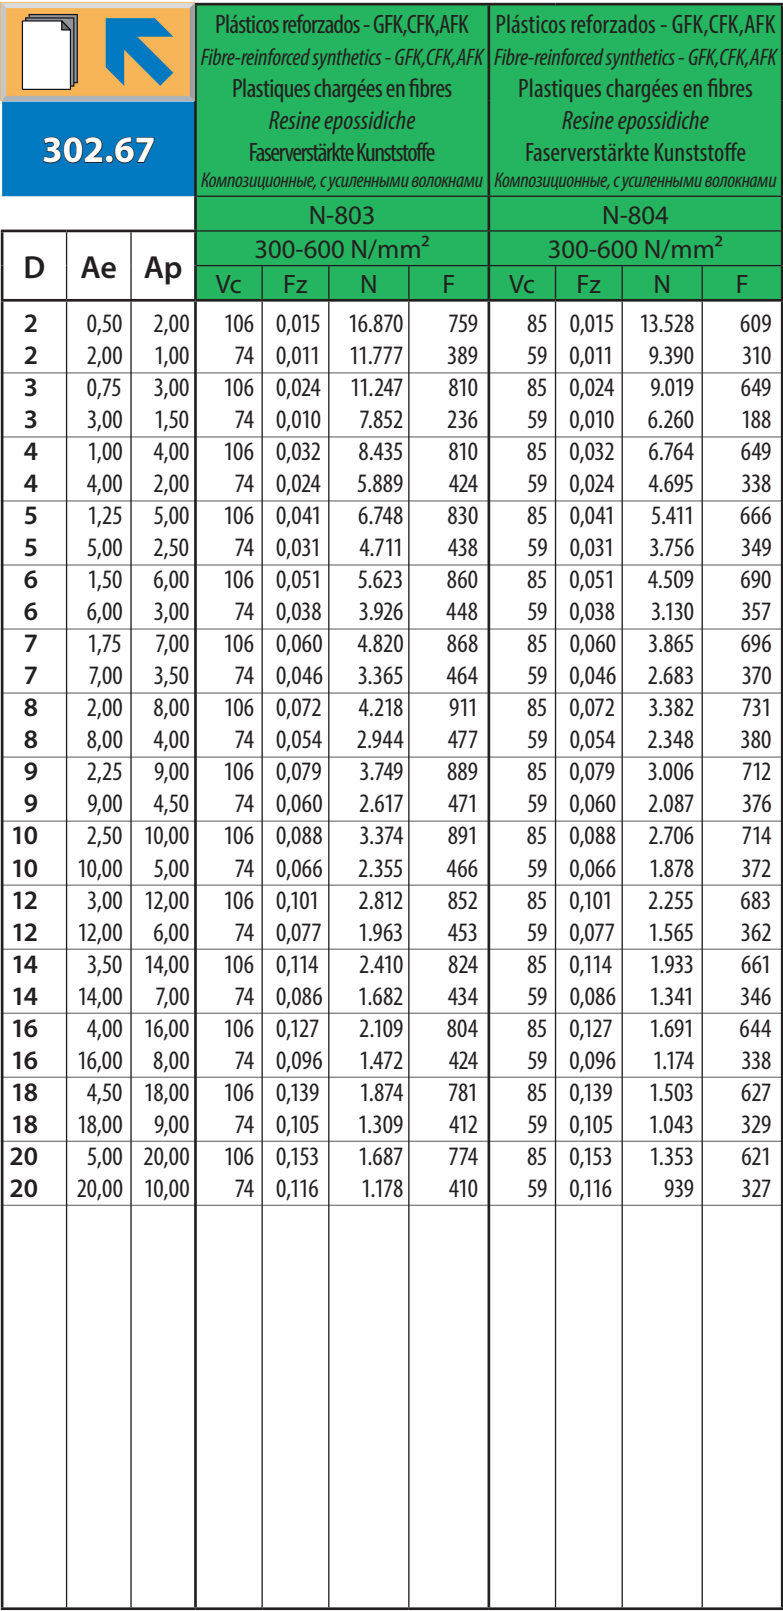 Plásticos reforzados - GFK,CFK,AFK Plásticos reforzados - GFK,CFK,AFK
Fibre-reinforced synthetics - GFK,CFK,AFK Fibre-reinforced synthetics - GFK,CFK,AFK
Plastiques chargées en fibres Plastiques chargées en fibres
Resine epossidiche Resine epossidiche
302.67 Faserverstärkte Kunststoffe Faserverstärkte Kunststoffe
Композиционные, с усиленными волокнами Композиционные, с усиленными волокнами
N-803 N-804
300-600 N/mm² 300-600 N/mm²
D Ae Ap Vc Fz N F Vc Fz N F
2 0,50 2,00 106 0,015 16.870 759 85 0,015 13.528 609
2 2,00 1,00 74 0,011 11.777 389 59 0,011 9.390 310
3 0,75 3,00 106 0,024 11.247 810 85 0,024 9.019 649
3 3,00 1,50 74 0,010 7.852 236 59 0,010 6.260 188
4 1,00 4,00 106 0,032 8.435 810 85 0,032 6.764 649
4 4,00 2,00 74 0,024 5.889 424 59 0,024 4.695 338
5 1,25 5,00 106 0,041 6.748 830 85 0,041 5.411 666
5 5,00 2,50 74 0,031 4.711 438 59 0,031 3.756 349
6 1,50 6,00 106 0,051 5.623 860 85 0,051 4.509 690
6 6,00 3,00 74 0,038 3.926 448 59 0,038 3.130 357
7 1,75 7,00 106 0,060 4.820 868 85 0,060 3.865 696
7 7,00 3,50 74 0,046 3.365 464 59 0,046 2.683 370
8 2,00 8,00 106 0,072 4.218 911 85 0,072 3.382 731
8 8,00 4,00 74 0,054 2.944 477 59 0,054 2.348 380
9 2,25 9,00 106 0,079 3.749 889 85 0,079 3.006 712
9 9,00 4,50 74 0,060 2.617 471 59 0,060 2.087 376
10 2,50 10,00 106 0,088 3.374 891 85 0,088 2.706 714
10 10,00 5,00 74 0,066 2.355 466 59 0,066 1.878 372
12 3,00 12,00 106 0,101 2.812 852 85 0,101 2.255 683
12 12,00 6,00 74 0,077 1.963 453 59 0,077 1.565 362
14 3,50 14,00 106 0,114 2.410 824 85 0,114 1.933 661
14 14,00 7,00 74 0,086 1.682 434 59 0,086 1.341 346
16 4,00 16,00 106 0,127 2.109 804 85 0,127 1.691 644
16 16,00 8,00 74 0,096 1.472 424 59 0,096 1.174 338
18 4,50 18,00 106 0,139 1.874 781 85 0,139 1.503 627
18 18,00 9,00 74 0,105 1.309 412 59 0,105 1.043 329
20 5,00 20,00 106 0,153 1.687 774 85 0,153 1.353 621
20 20,00 10,00 74 0,116 1.178 410 59 0,116 939 327